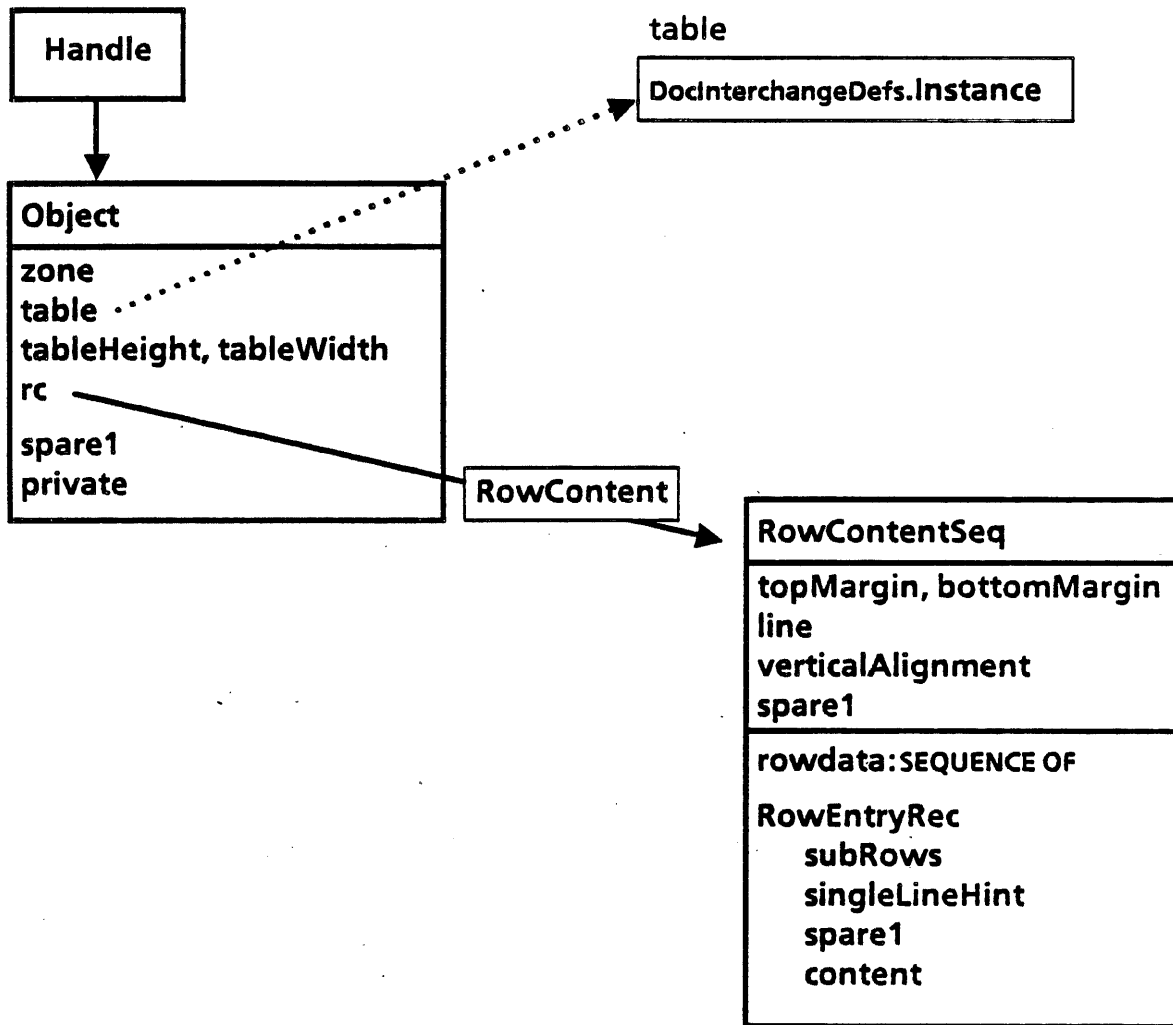 Handle
table
DocInterchangeDefs.Instance
Object
zone
table
tableHeight, tableWidth
rc
spare1
private
RowContent
RowContentSeq
topMargin, bottomMargin
line
verticalAlignment
spare1
rowdata:SEQUENCE OF
RowEntryRec
subRows
singleLineHint
spare1
content